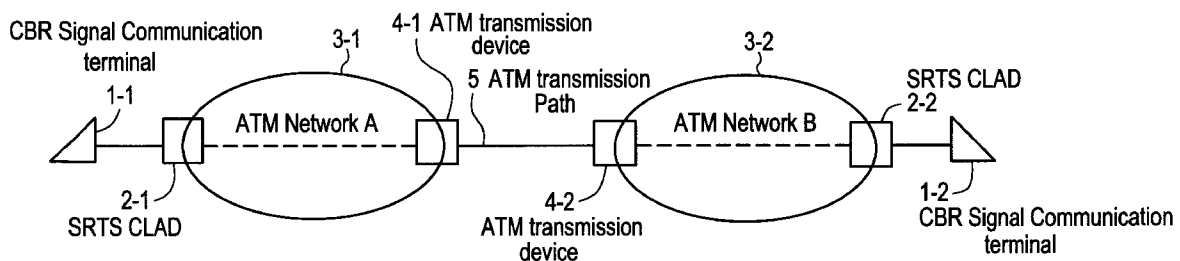 CBR Signal Communication
terminal
1-1
2-1
SRTS CLAD
3-1
ATM Network A
4-1 ATM transmission
device
5 ATM transmission
Path
4-2
ATM transmission
device
3-2
ATM Network B
SRTS CLAD
2-2
1-2
CBR Signal Communication
terminal